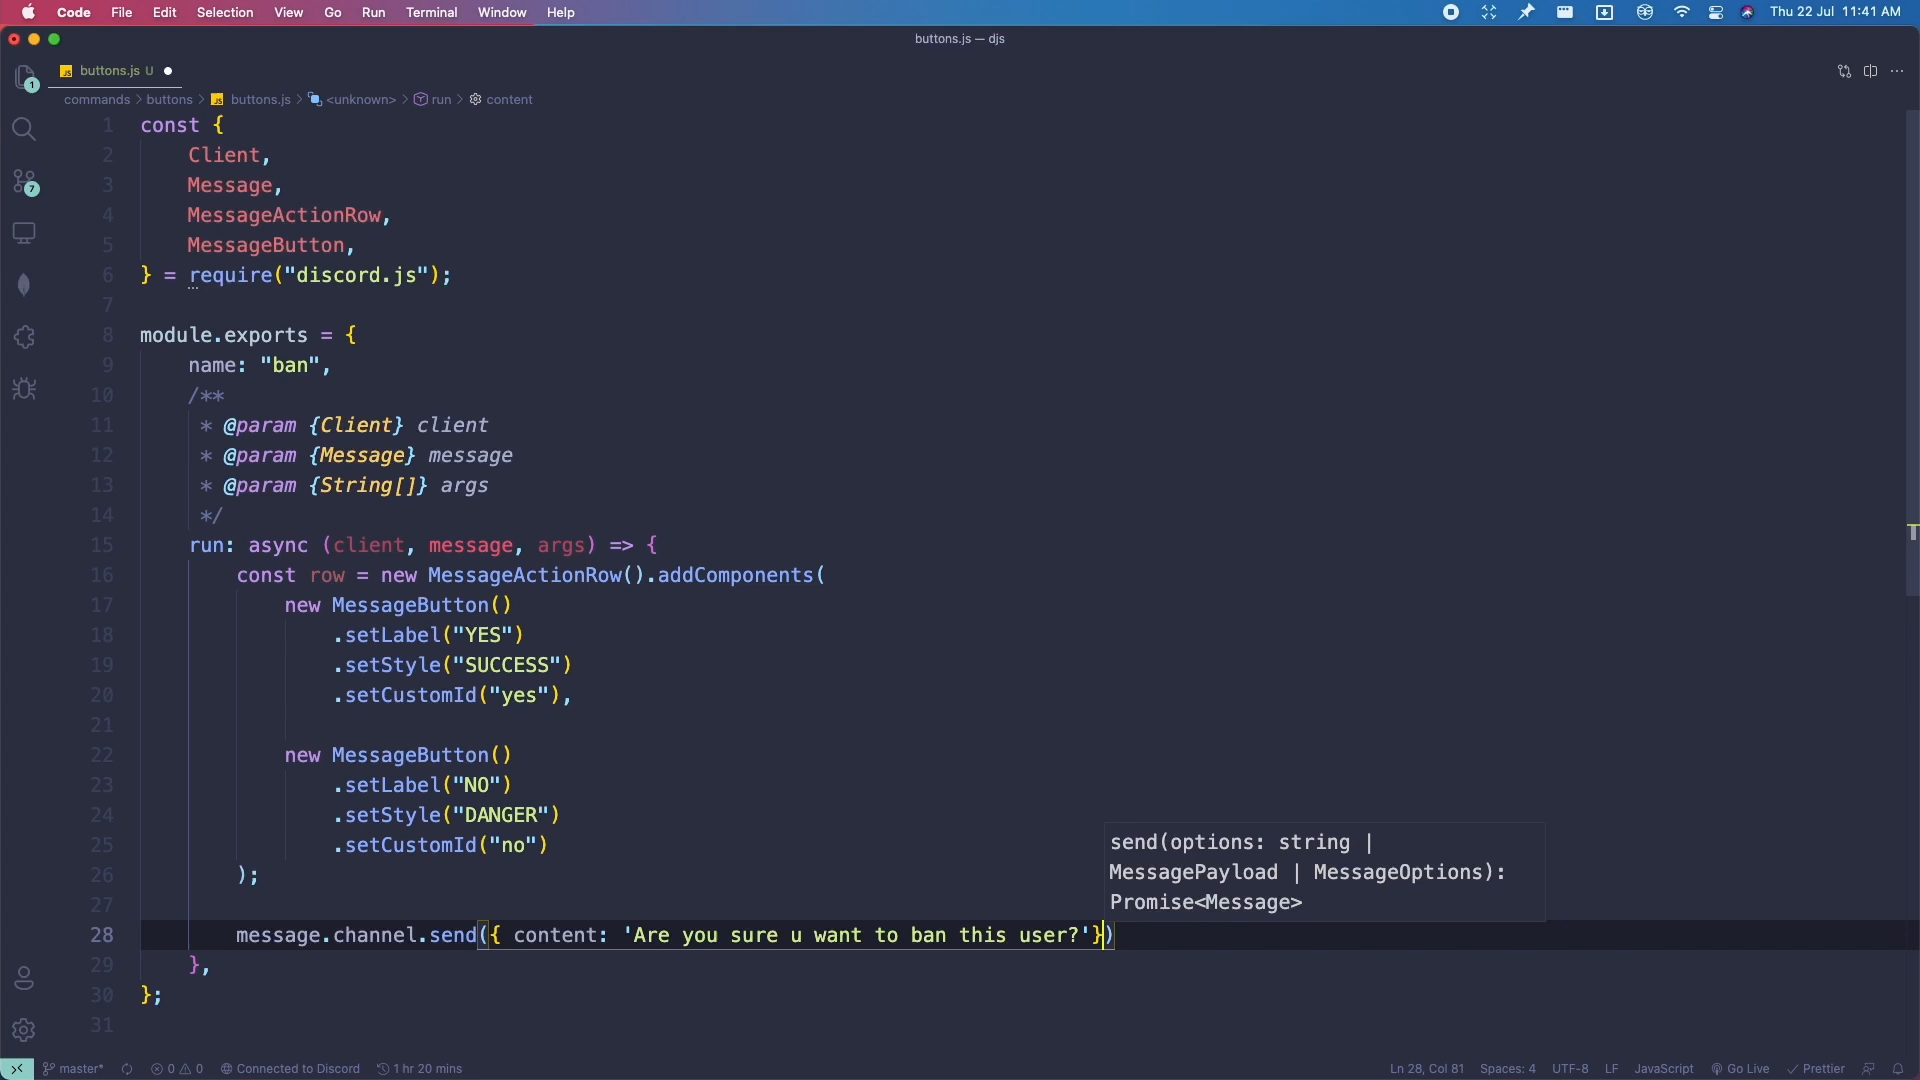 Code File Edit Selection View Go Run Terminal Window Help Thu 22 Jul 11:41 AM
buttons.js — djs
JS buttons.js U
commands > buttons > JS buttons.js > <unknown> > run > content
1 const {
2 Client,
3 Message,
4 MessageActionRow,
5 MessageButton,
6 } = require("discord.js");
7
8 module.exports = {
9 name: "ban",
10 /**
11 * @param {Client} client
12 * @param {Message} message
13 * @param {String[]} args
14 */
15 run: async (client, message, args) => {
16 const row = new MessageActionRow().addComponents(
17 new MessageButton()
18 .setLabel("YES")
19 .setStyle("SUCCESS")
20 .setCustomId("yes"),
21
22 new MessageButton()
23 .setLabel("NO")
24 .setStyle("DANGER")
25 .setCustomId("no")
26 );
27
28 message.channel.send({ content: 'Are you sure u want to ban this user?'})
29 },
30 };
31
send(options: string |
MessagePayload | MessageOptions):
Promise<Message>
1
7
master* 0 0 Connected to Discord 1 hr 20 mins Ln 28, Col 81 Spaces: 4 UTF-8 LF JavaScript Go Live Prettier